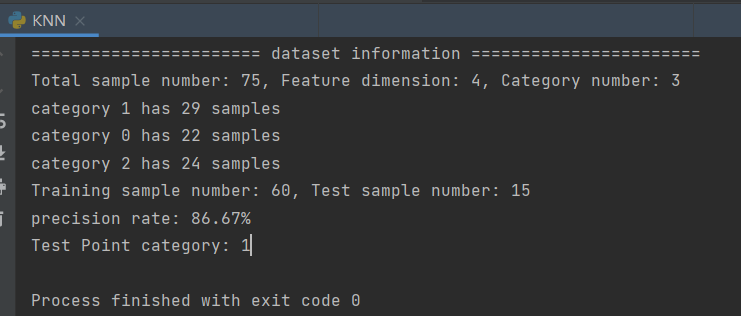 KNN
======================= dataset information =======================
Total sample number: 75, Feature dimension: 4, Category number: 3
category 1 has 29 samples
category 0 has 22 samples
category 2 has 24 samples
Training sample number: 60, Test sample number: 15
precision rate: 86.67%
Test Point category: 1
Process finished with exit code 0